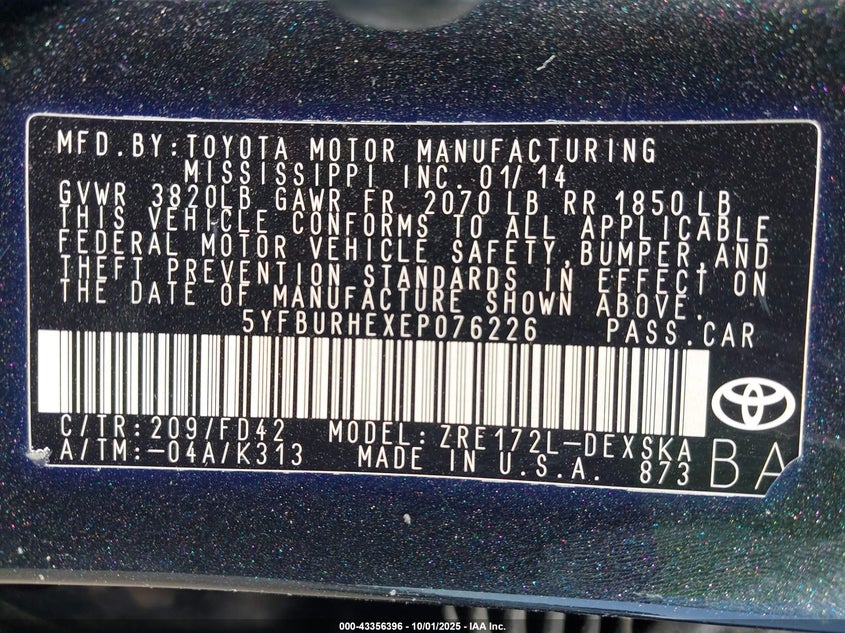 MFD.BY:TOYOTA MOTOR MANUFACTURING
MISSISSIPPI INC. 01/14
GVWR 3820LB GAWR FR 2070 LB RR 1850 LB
THIS VEHICLE CONFORMS TO ALL APPLICABLE
FEDERAL MOTOR VEHICLE SAFETY,BUMPER,AND
THEFT PREVENTION STANDARDS IN EFFECT ON
THE DATE OF MANUFACTURE SHOWN ABOVE.
5YFBURHEXEP076226 PASS.CAR
C/TR:209/FD42 MODEL:ZRE172L-DEXSKA
A/TM:-04A/K313 MADE IN U.S.A. 873
BA
000-43356396 - 10/01/2025 - IAA Inc.